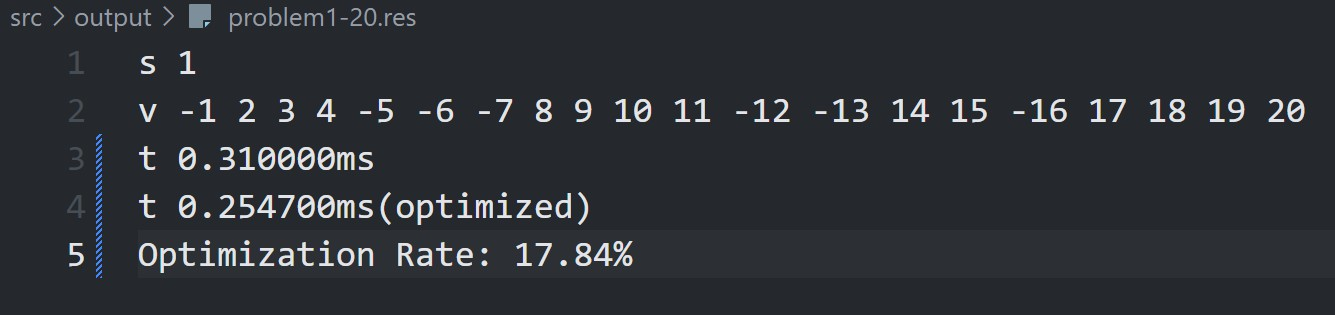 src > output > problem1-20.res
1 s 1
2 v -1 2 3 4 -5 -6 -7 8 9 10 11 -12 -13 14 15 -16 17 18 19 20
3 t 0.310000ms
4 t 0.254700ms(optimized)
5 Optimization Rate: 17.84%